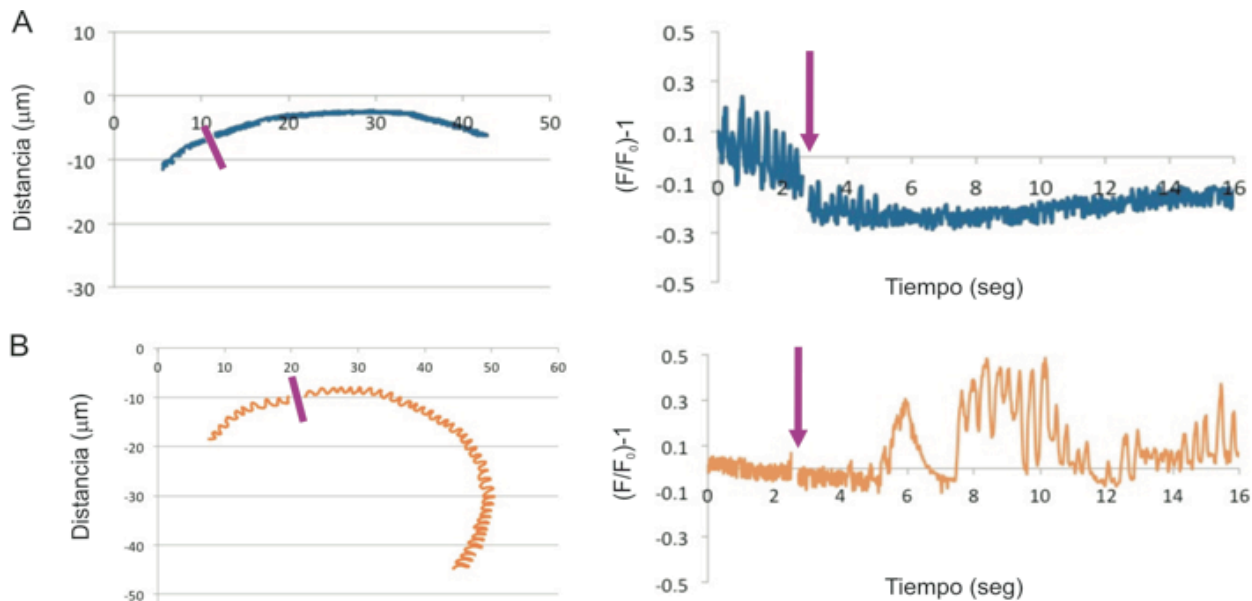 A
Distancia (μm)
10
0
-10
-20
-30
0 10 20 30 40 50
(F/F₀)-1
0.5
0.3
0.1
-0.1
-0.3
-0.5
0 2 4 6 8 10 12 14 16
Tiempo (seg)
B
Distancia (μm)
0
-10
-20
-30
-40
-50
0 10 20 30 40 50 60
(F/F₀)-1
0.5
0.3
0.1
-0.1
-0.3
-0.5
0 2 4 6 8 10 12 14 16
Tiempo (seg)